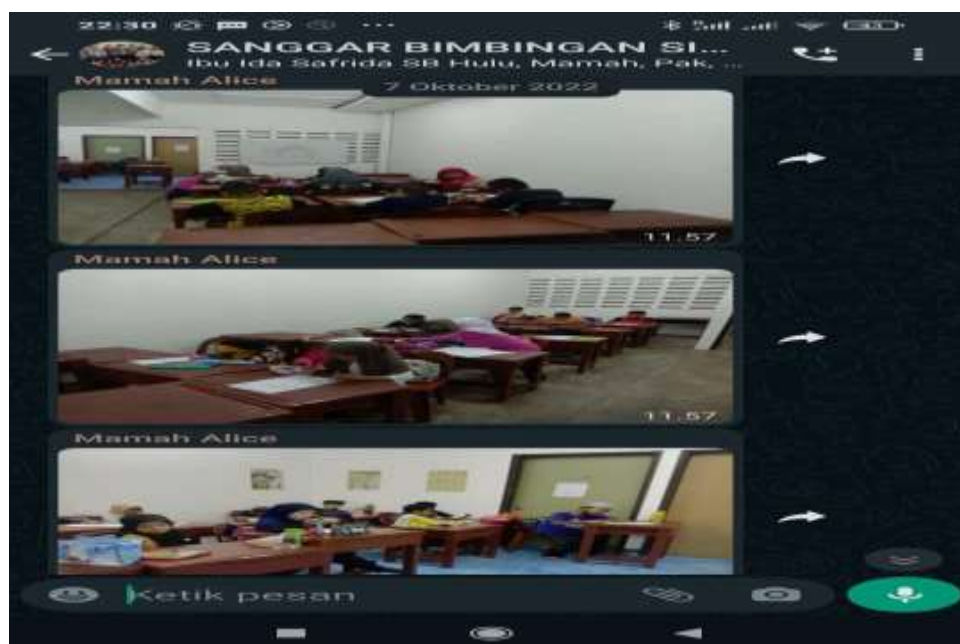 22:30
SANGGAR BIMBINGAN SI...
Ibu Ida Safrida SB Hulu, Mamah, Pak, ...
Mamah Alice
7 Oktober 2022
11.57
Mamah Alice
11.57
Mamah Alice
Ketik pesan